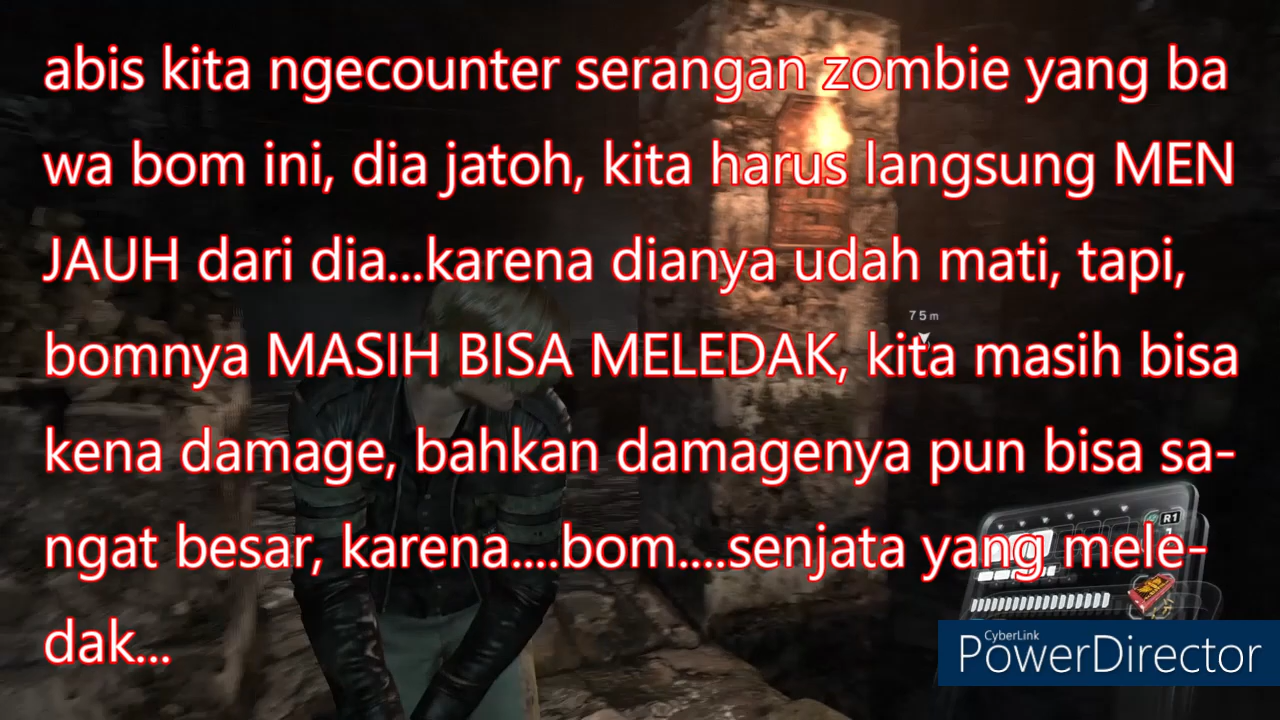 abis kita ngecounter serangan zombie yang ba
wa bom ini, dia jatoh, kita harus langsung MEN
JAUH dari dia...karena dianya udah mati, tapi,
75m
bomnya MASIH BISA MELEDAK, kita masih bisa
kena damage, bahkan damagenya pun bisa sa-
ngat besar, karena....bom....senjata yang mele-
R1
dak...
CyberLink
PowerDirector